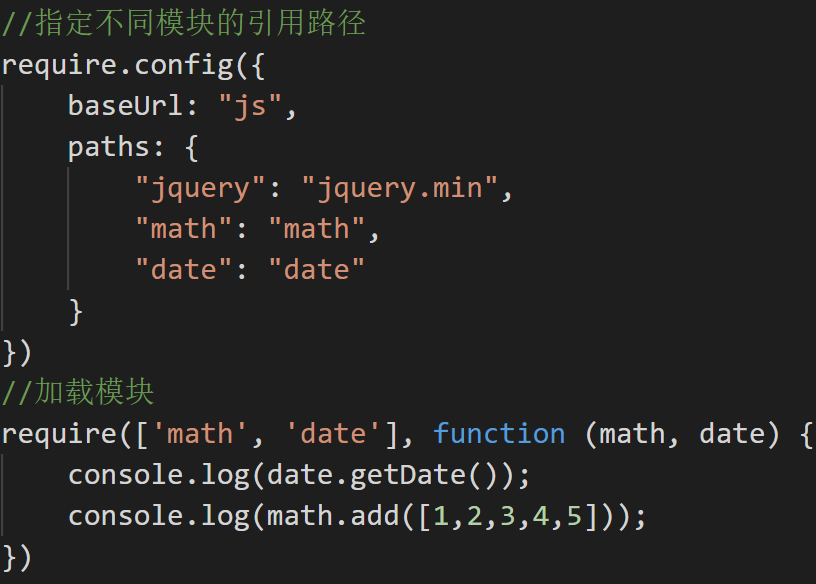 //指定不同模块的引用路径
require.config({
    baseUrl: "js",
    paths: {
        "jquery": "jquery.min",
        "math": "math",
        "date": "date"
    }
})
//加载模块
require(['math', 'date'], function (math, date) {
    console.log(date.getDate());
    console.log(math.add([1,2,3,4,5]));
})